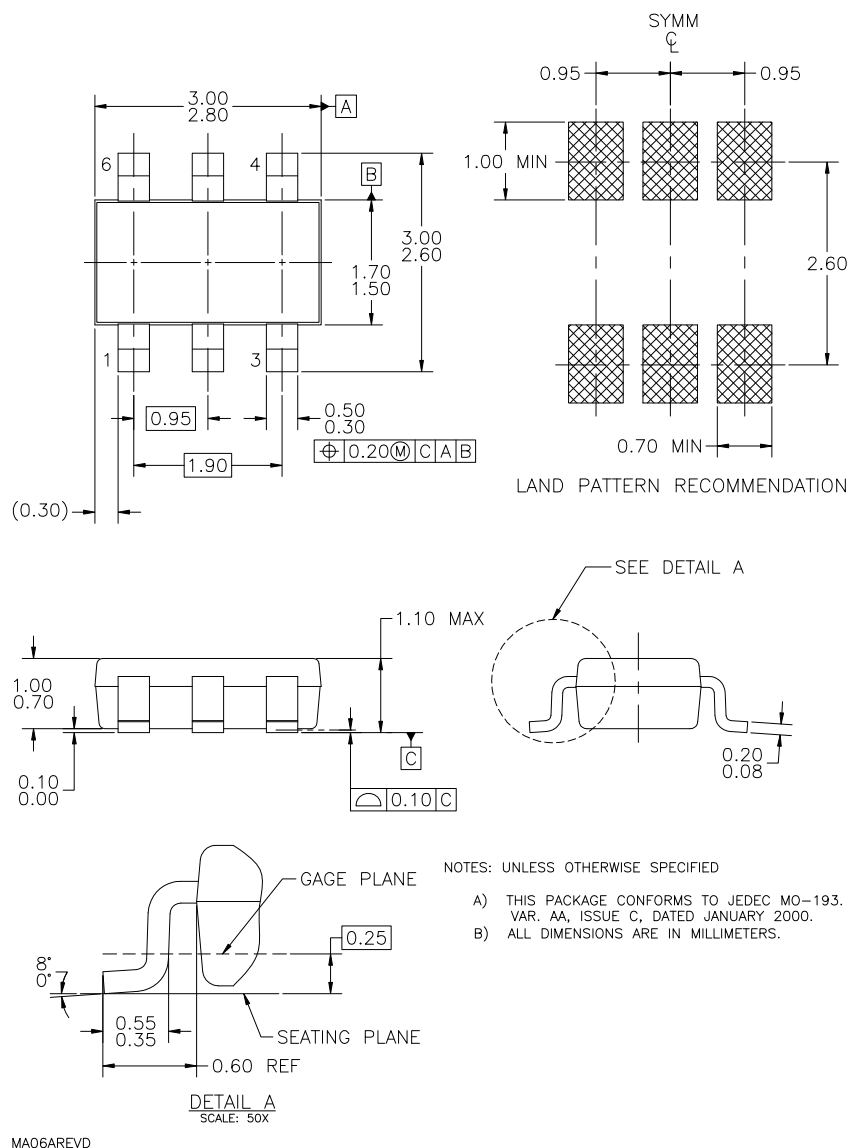 SYMM
℄
0.95
0.95
3.00
2.80
A
6
4
B
1.00 MIN
3.00
2.60
1.70
1.50
2.60
1
3
0.95
0.50
0.30
0.70 MIN
⌖ 0.20Ⓜ C A B
1.90
LAND PATTERN RECOMMENDATION
(0.30)
SEE DETAIL A
1.10 MAX
1.00
0.70
C
0.20
0.08
0.10
0.00
⌓ 0.10 C
NOTES: UNLESS OTHERWISE SPECIFIED
A) THIS PACKAGE CONFORMS TO JEDEC MO-193.
VAR. AA, ISSUE C, DATED JANUARY 2000.
B) ALL DIMENSIONS ARE IN MILLIMETERS.
GAGE PLANE
0.25
8°
0°
0.55
0.35
SEATING PLANE
0.60 REF
DETAIL A
SCALE: 50X
MA06AREVD